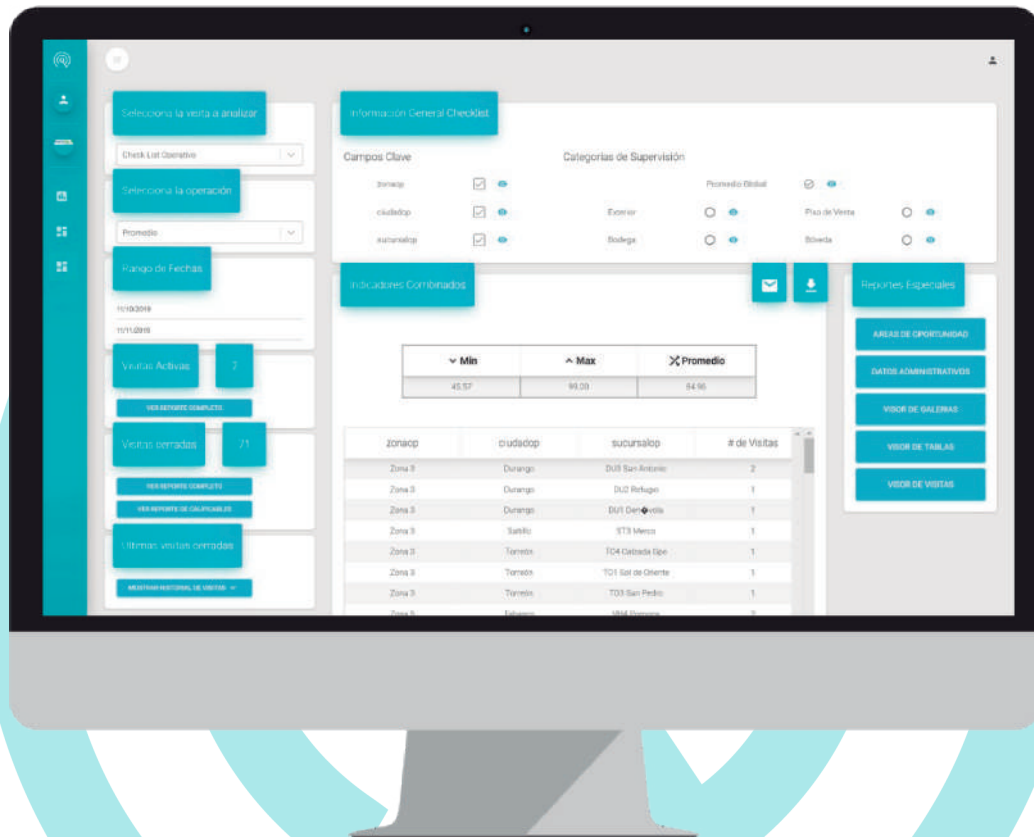 Selecciona la visita a analizar
Check List Operativo
Selecciona la operación
Promedio
Rango de Fechas
11/10/2019
11/11/2019
Visitas Activas
VER REPORTE COMPLETO
Visitas cerradas 71
VER REPORTE COMPLETO
VER REPORTE DE CALIFICABLES
Ultimas visitas cerradas
MOSTRAR HISTORIAL DE VISITAS
Información General Checklist
Campos Clave
Categorías de Supervisión
zonaop
Promedio Global
ciudadop
Exterior
Piso de Venta
sucursalop
Bodega
Bóveda
Indicadores Combinados
Min Max Promedio
45.57 99.08 84.96
zonaop ciudadop sucursalop # de Visitas
Zona 3 Durango DU3 San Antonio 2
Zona 3 Durango DU2 Refugio 1
Zona 3 Durango DU1 Den�vola 1
Zona 3 Saltillo ST3 Merco 1
Zona 3 Torreón TO4 Calzada Gpe 1
Zona 3 Torreón TO1 Sol de Oriente 1
Zona 3 Torreón TO3 San Pedro 1
Reportes Especiales
AREAS DE OPORTUNIDAD
DATOS ADMINISTRATIVOS
VISOR DE GALERIAS
VISOR DE TABLAS
VISOR DE VISITAS